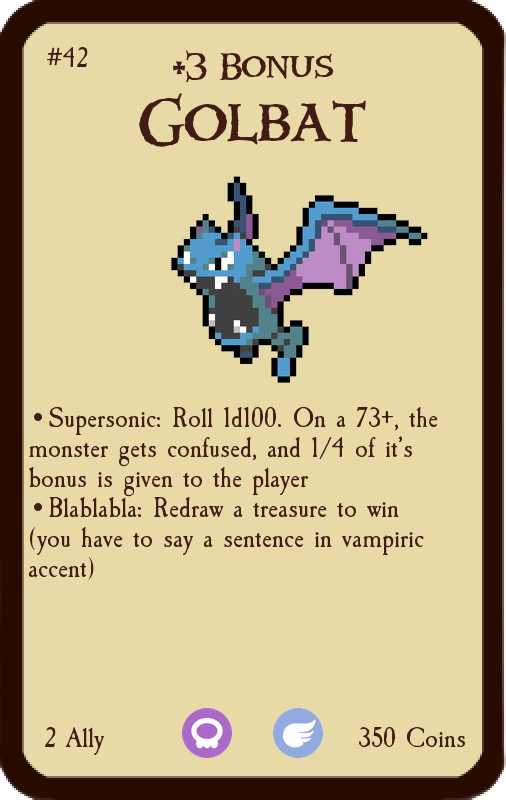 #42
+3 Bonus
Golbat
•Supersonic: Roll 1d100. On a 73+, the
monster gets confused, and 1/4 of it's
bonus is given to the player
•Blablabla: Redraw a treasure to win
(you have to say a sentence in vampiric
accent)
2 Ally
350 Coins